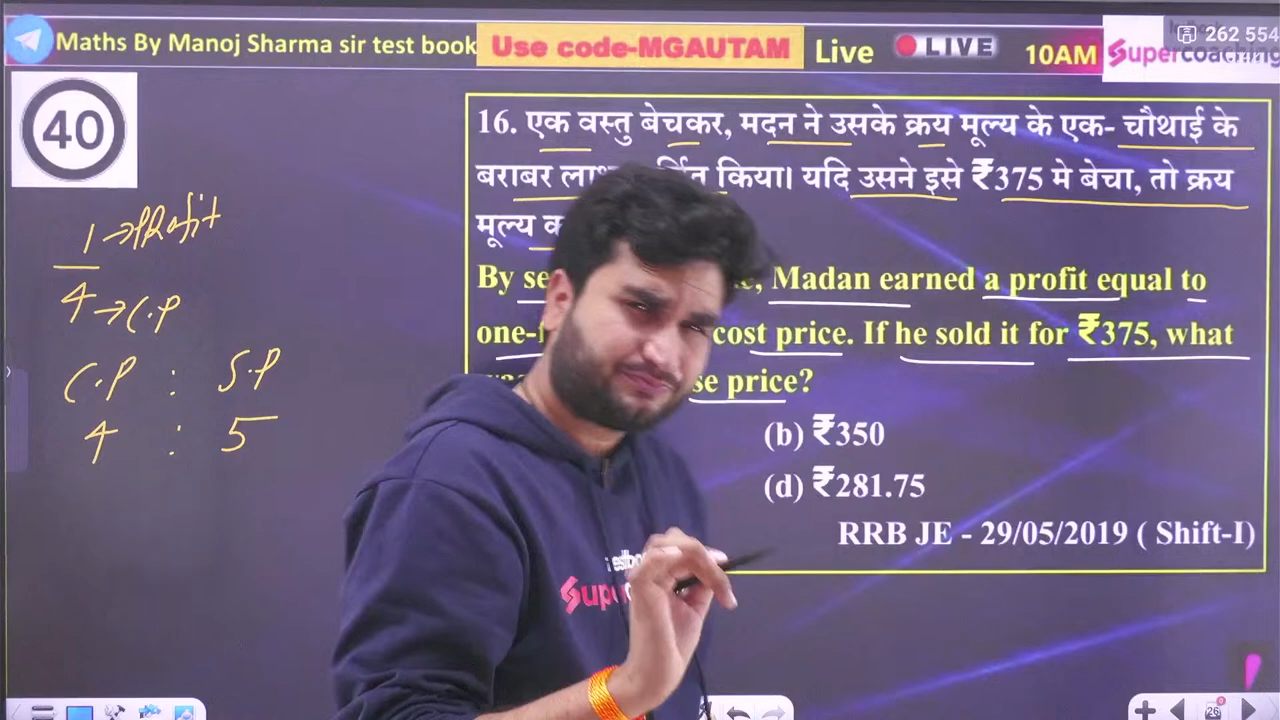 Maths By Manoj Sharma sir test book
Use code-MGAUTAM
Live
LIVE
10AM
Supercoaching
262 554
40
16. एक वस्तु बेचकर, मदन ने उसके क्रय मूल्य के एक- चौथाई के
बराबर किया। यदि उसने इसे ₹375 मे बेचा, तो क्रय
मूल्य
By Madan earned a profit equal to
cost price. If he sold it for ₹375, what
price?
(b) ₹350
(d) ₹281.75
RRB JE - 29/05/2019 ( Shift-I)
1 → Profit
4 → C.P
C.P : S.P
4 : 5
26